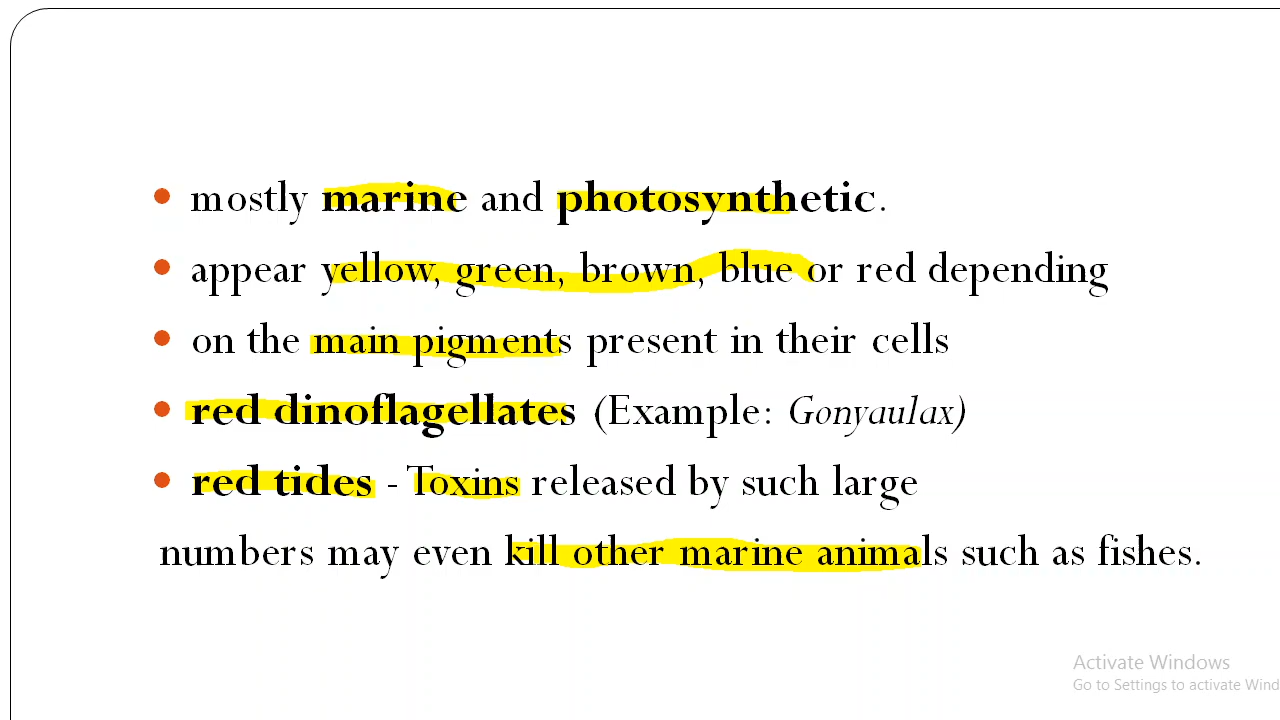 • mostly marine and photosynthetic.
• appear yellow, green, brown, blue or red depending
• on the main pigments present in their cells
• red dinoflagellates (Example: Gonyaulax)
• red tides - Toxins released by such large
numbers may even kill other marine animals such as fishes.
Activate Windows
Go to Settings to activate Wind